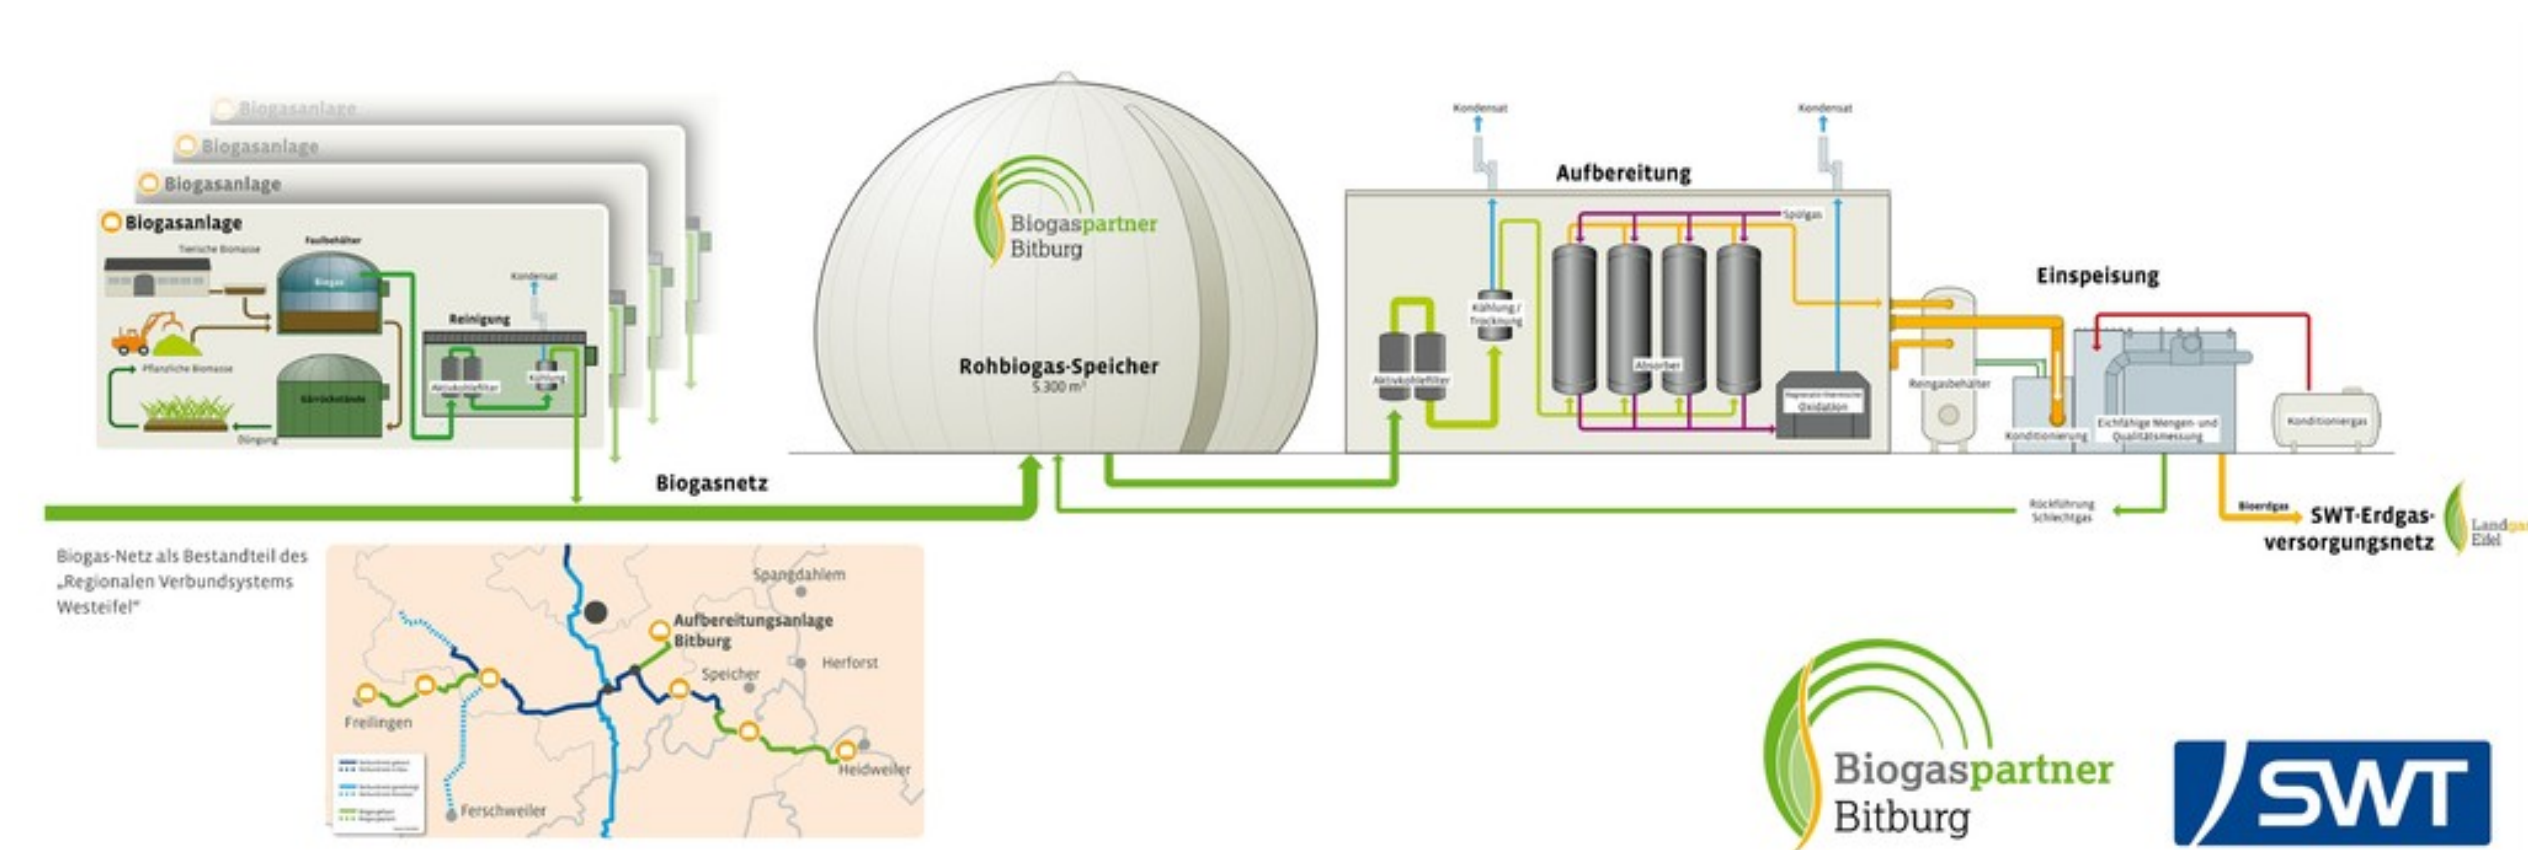 Biogasanlage
Biogasanlage
Biogasanlage
Biogasanlage
Tierische Biomasse
Faulbehälter
Biogas
Kondensat
Reinigung
Pflanzliche Biomasse
Gärrückstände
Aktivkohlefilter
Kühlung
Düngung
Biogasnetz
Biogaspartner
Bitburg
Rohbiogas-Speicher
5.300 m³
Kondensat
Kondensat
Aufbereitung
Spülgas
Kühlung /
Trocknung
Aktivkohlefilter
Absorber
Oxidation
Einspeisung
Reingasbehälter
Konditionierung
Eichfähige Mengen- und
Qualitätsmessung
Konditioniergas
Rückführung
Schlechtgas
Bioerdgas
SWT-Erdgas-
versorgungsnetz
Landgas
Eifel
Biogas-Netz als Bestandteil des
„Regionalen Verbundsystems
Westeifel“
Spangdahlem
Aufbereitungsanlage
Bitburg
Speicher
Herforst
Freilingen
Heidweiler
Ferschweiler
Biogaspartner
Bitburg
SWT